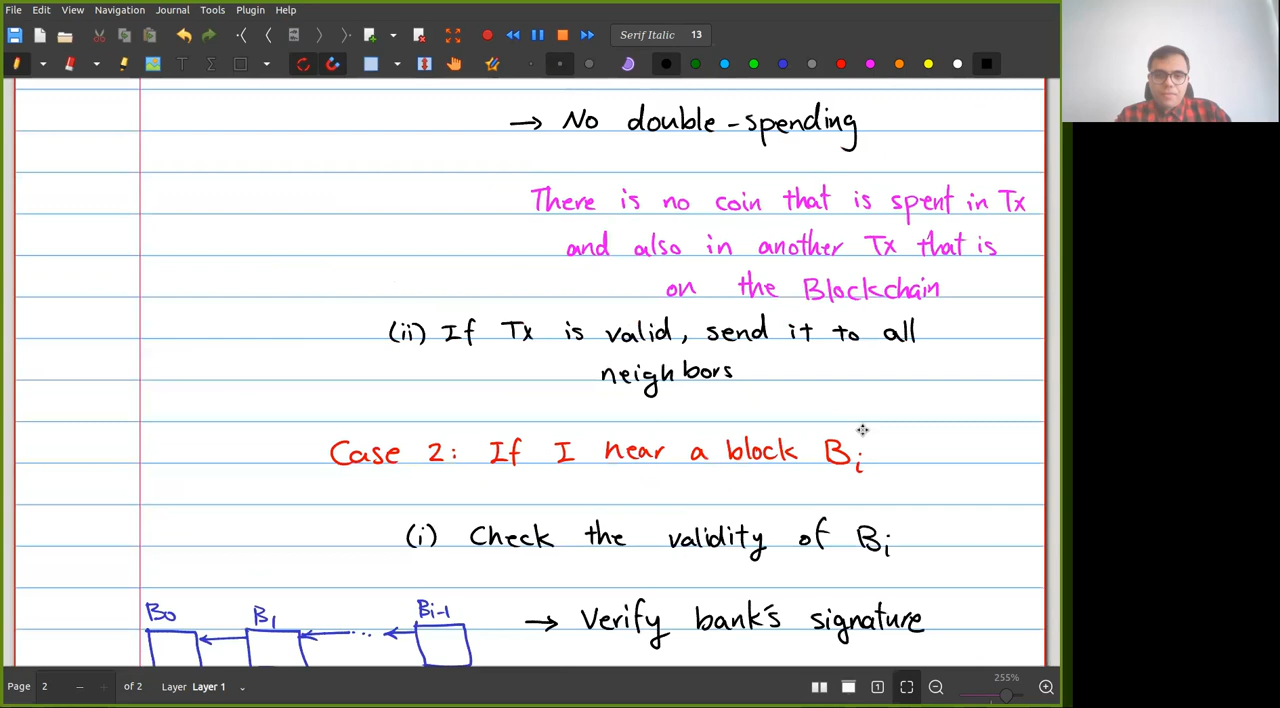 File Edit View Navigation Journal Tools Plugin Help
Serif Italic 13
→ No double-spending
There is no coin that is spent in Tx
and also in another Tx that is
on the Blockchain
(ii) If Tx is valid, send it to all
neighbors
Case 2: If I hear a block Bi
(i) Check the validity of Bi
B0 B1 Bi-1
→ Verify bank's signature
Page 2 of 2 Layer Layer 1 255%